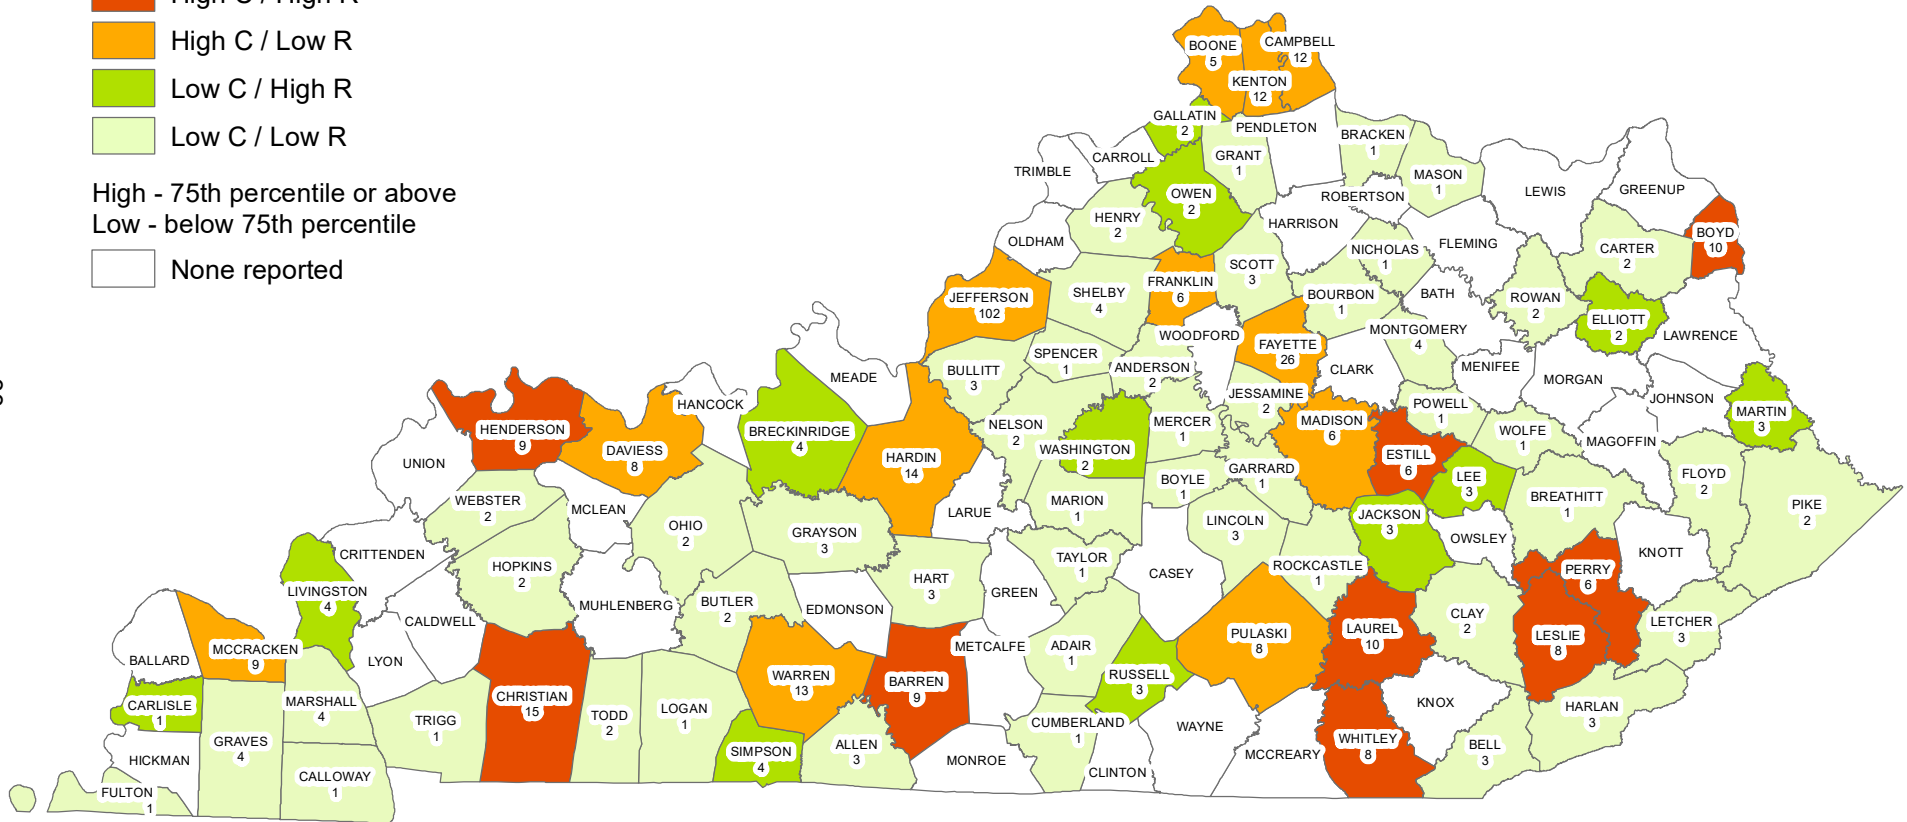 High C / High R
High C / Low R
Low C / High R
Low C / Low R
High - 75th percentile or above
Low - below 75th percentile
None reported
BOONE
5
CAMPBELL
12
KENTON
12
GALLATIN
2
PENDLETON
BRACKEN
1
CARROLL
GRANT
1
TRIMBLE
MASON
1
LEWIS
GREENUP
OWEN
2
ROBERTSON
HENRY
2
HARRISON
OLDHAM
NICHOLAS
1
FLEMING
CARTER
2
BOYD
10
SCOTT
3
FRANKLIN
6
SHELBY
4
JEFFERSON
102
BOURBON
1
BATH
ROWAN
2
ELLIOTT
2
LAWRENCE
WOODFORD
MONTGOMERY
4
FAYETTE
26
SPENCER
1
ANDERSON
2
CLARK
MENIFEE
MORGAN
BULLITT
3
MEADE
JESSAMINE
2
JOHNSON
HANCOCK
POWELL
1
MARTIN
3
MADISON
6
MERCER
1
NELSON
2
HENDERSON
9
BRECKINRIDGE
4
WOLFE
1
MAGOFFIN
DAVIESS
8
HARDIN
14
WASHINGTON
2
ESTILL
6
UNION
GARRARD
1
BOYLE
1
LEE
3
FLOYD
2
WEBSTER
2
MARION
1
BREATHITT
1
PIKE
2
MCLEAN
LARUE
JACKSON
3
OHIO
2
LINCOLN
3
GRAYSON
3
OWSLEY
CRITTENDEN
KNOTT
TAYLOR
1
HOPKINS
2
ROCKCASTLE
1
PERRY
6
CASEY
HART
3
LIVINGSTON
4
GREEN
MUHLENBERG
BUTLER
2
EDMONSON
CLAY
2
CALDWELL
LETCHER
3
PULASKI
8
LAUREL
10
LESLIE
8
MCCRACKEN
9
METCALFE
ADAIR
1
BALLARD
LYON
WARREN
13
RUSSELL
3
BARREN
9
CHRISTIAN
15
MARSHALL
4
CARLISLE
1
KNOX
HARLAN
3
LOGAN
1
TODD
2
TRIGG
1
CUMBERLAND
1
WAYNE
WHITLEY
8
GRAVES
4
ALLEN
3
BELL
3
SIMPSON
4
MCCREARY
HICKMAN
MONROE
CLINTON
CALLOWAY
1
FULTON
1